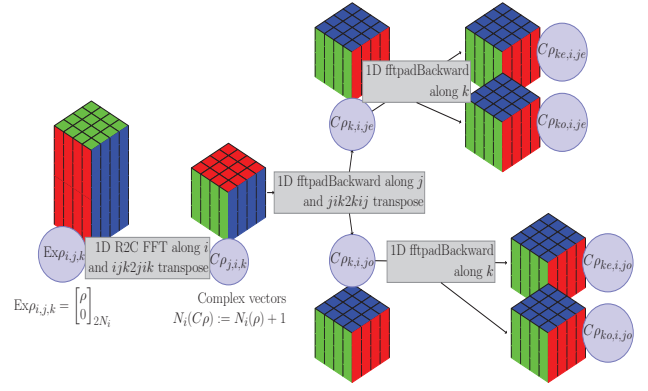 Cρ_{ke,i,je}
1D fftpadBackward
along k
Cρ_{k,i,je}
Cρ_{ko,i,je}
1D fftpadBackward along j
and jik2kij transpose
Exρ_{i,j,k}
1D R2C FFT along i
and ijk2jik transpose
Cρ_{j,i,k}
Cρ_{k,i,jo}
1D fftpadBackward
along k
Cρ_{ke,i,jo}
Exρ_{i,j,k} = [ρ 0]_{2N_i}
Complex vectors
N_i(Cρ) := N_i(ρ) + 1
Cρ_{ko,i,jo}